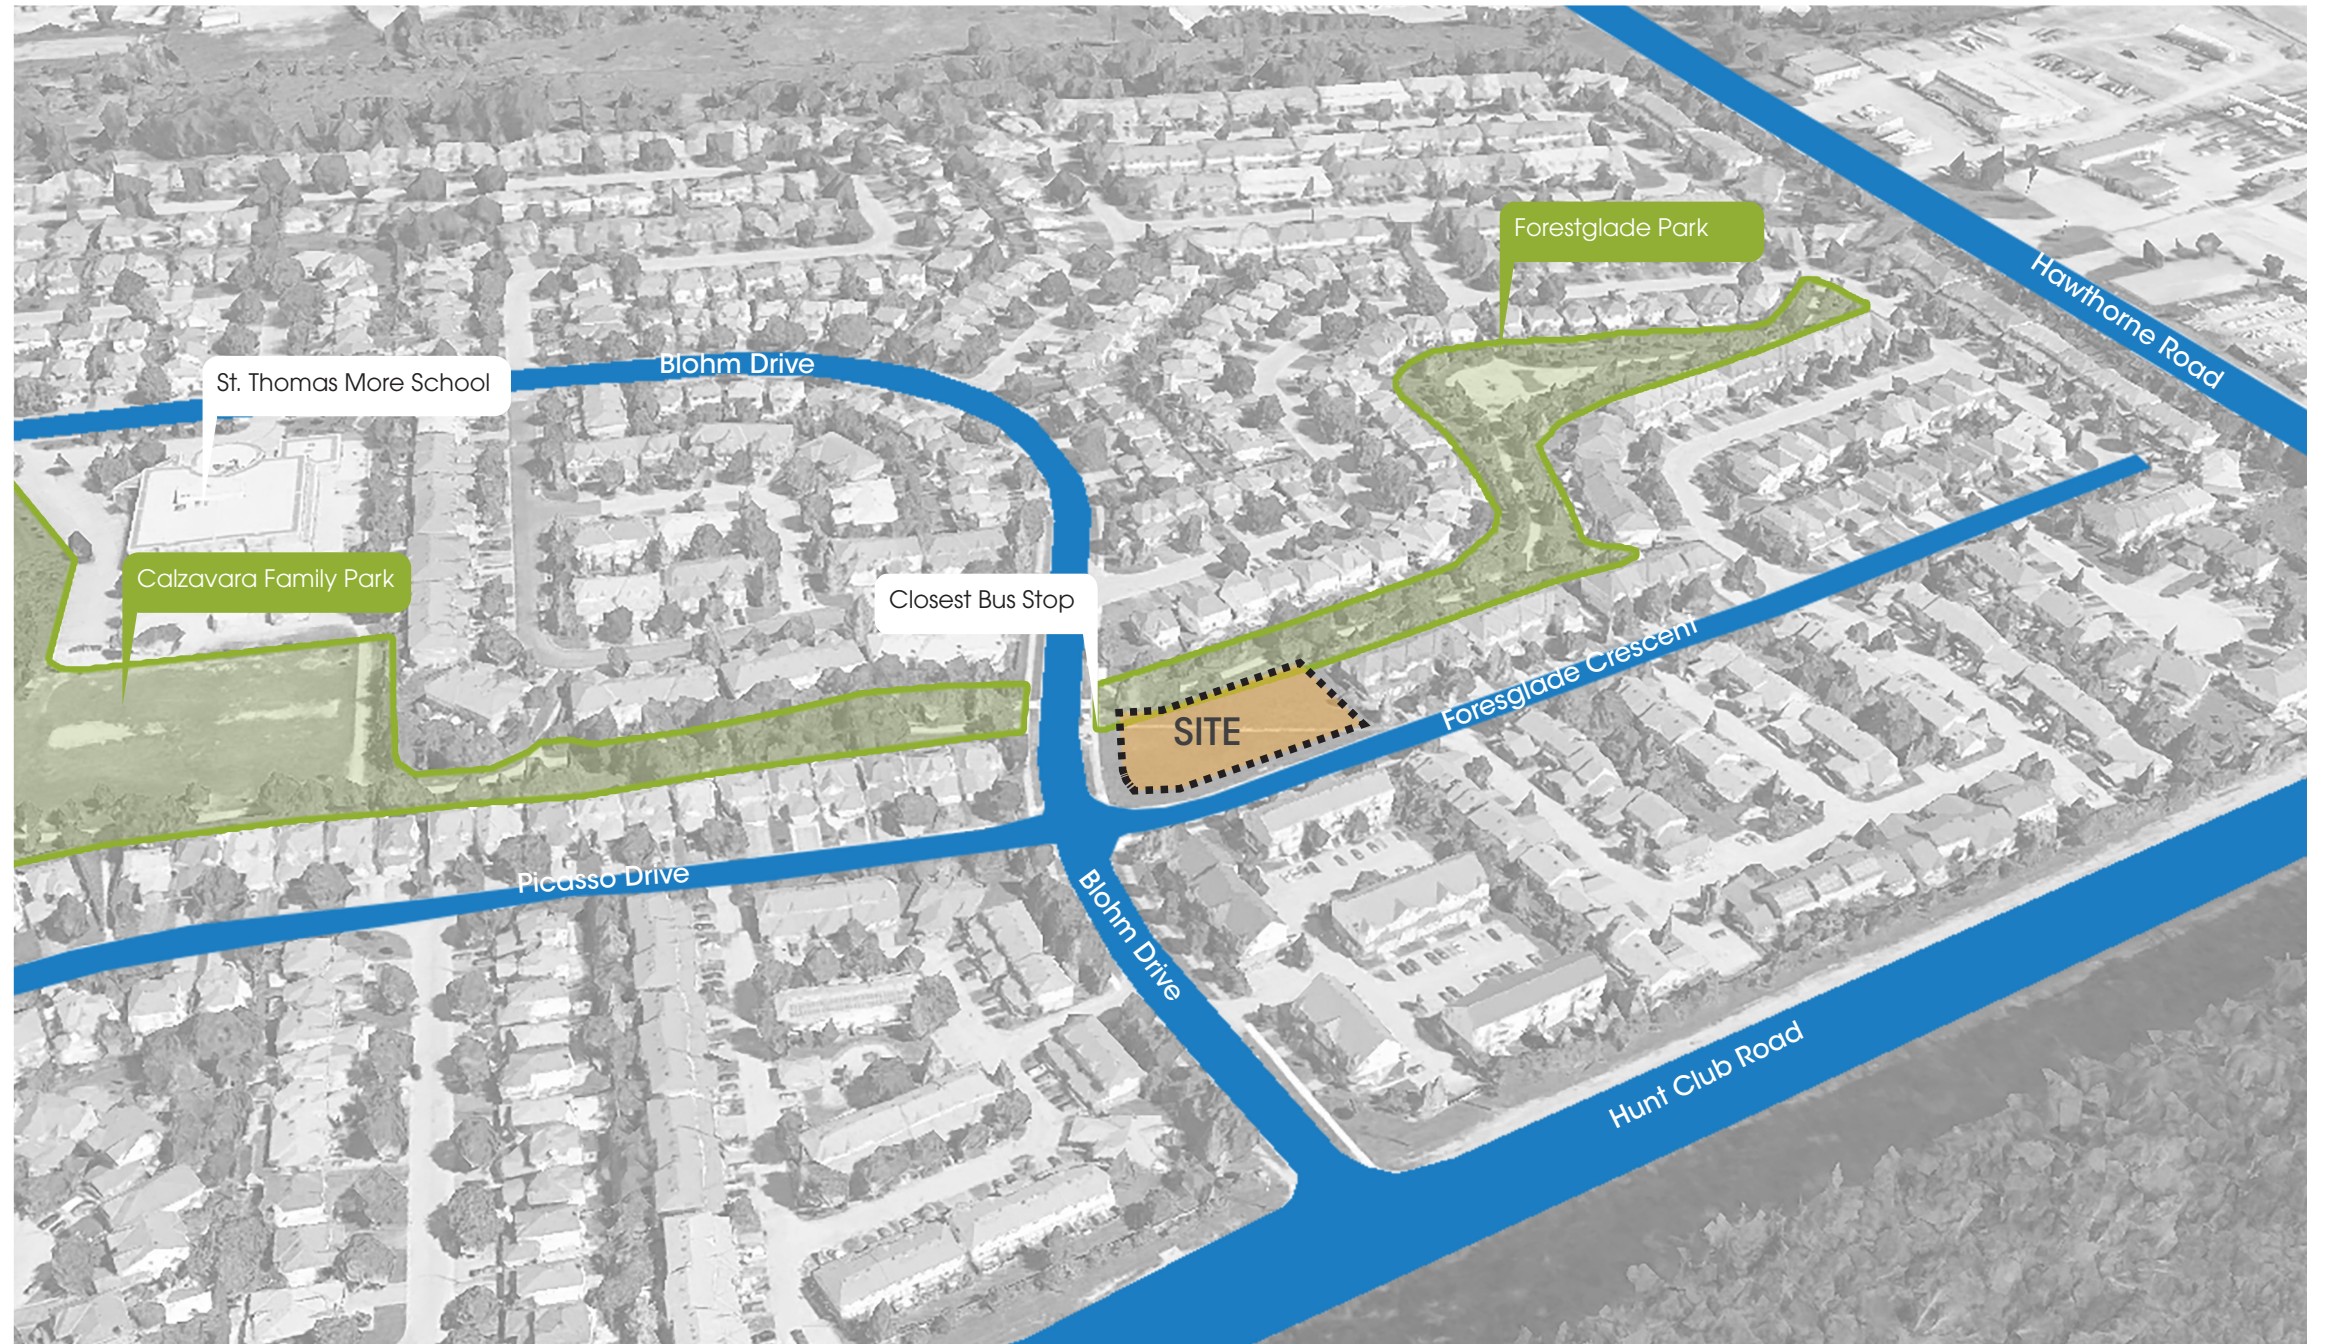 Forestglade Park
Hawthorne Road
Blohm Drive
St. Thomas More School
Calzavara Family Park
Closest Bus Stop
Foresglade Crescent
SITE
Picasso Drive
Blohm Drive
Hunt Club Road